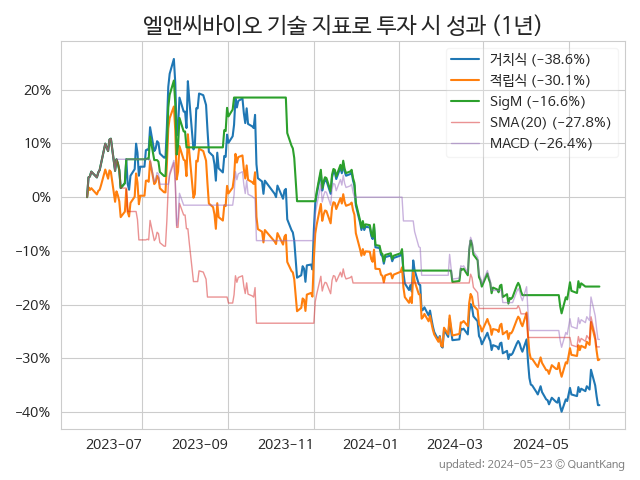 엘앤씨바이오 기술 지표로 투자 시 성과 (1년)
거치식 (−38.6%)
적립식 (−30.1%)
SigM (−16.6%)
SMA(20) (−27.8%)
MACD (−26.4%)
20%
10%
0%
−10%
−20%
−30%
−40%
2023-07
2023-09
2023-11
2024-01
2024-03
2024-05
updated: 2024-05-23 © QuantKang